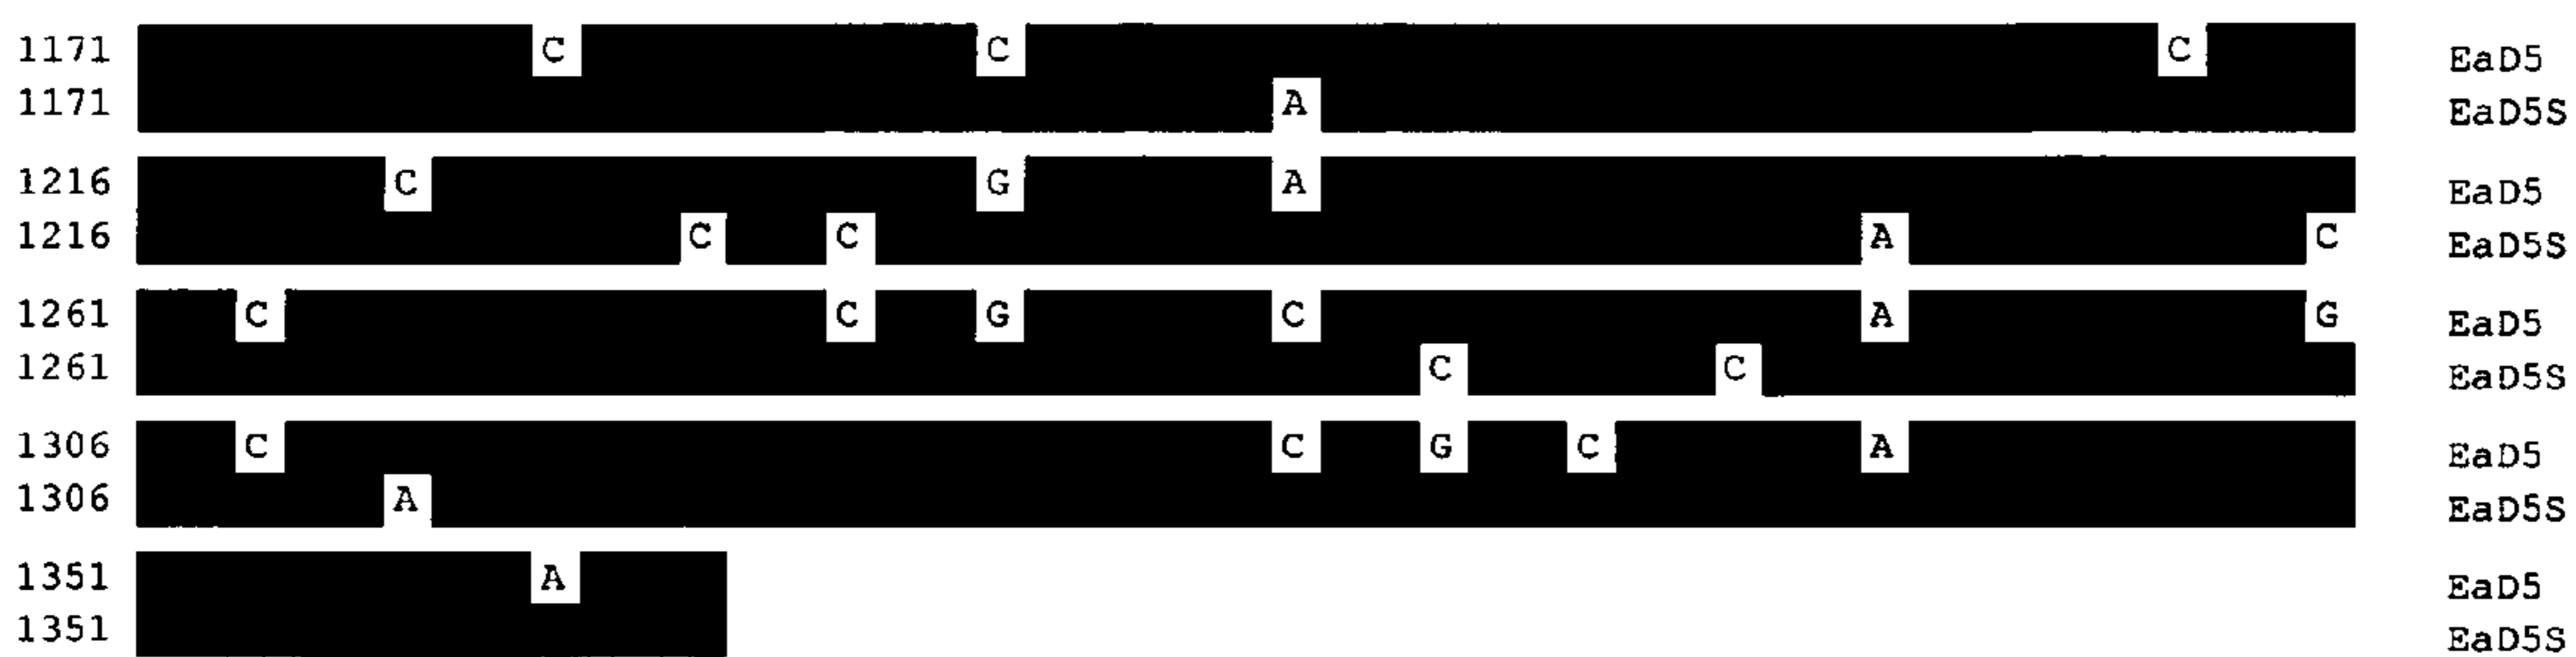 1171 C C C EaD5
1171 A EaD5S
1216 C G A EaD5
1216 C C A C EaD5S
1261 C C G C A G EaD5
1261 C C EaD5S
1306 C C G C A EaD5
1306 A EaD5S
1351 A EaD5
1351 EaD5S